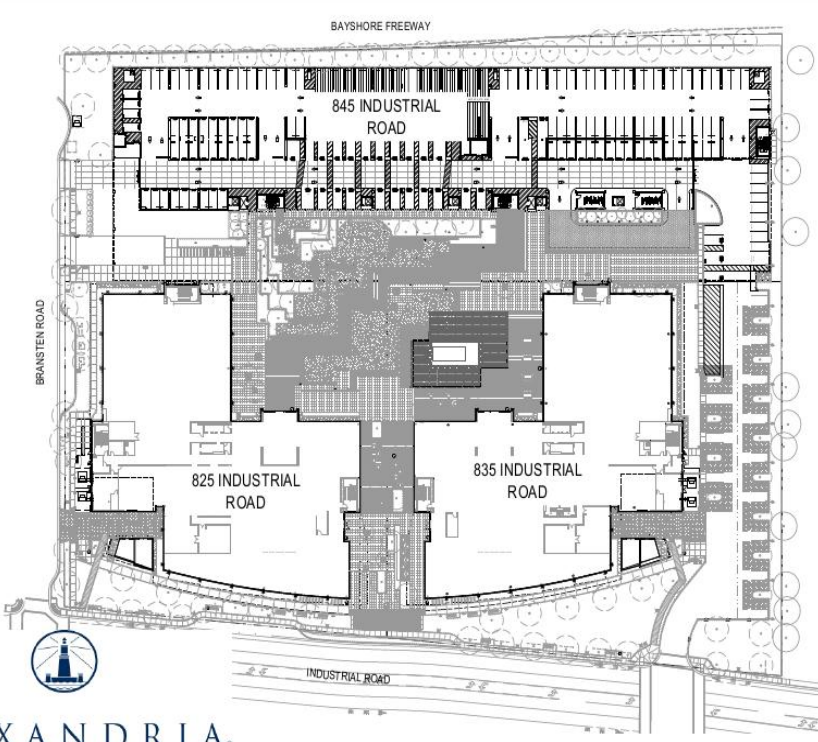 BAYSHORE FREEWAY
845 INDUSTRIAL
ROAD
BRANSTEN ROAD
825 INDUSTRIAL
ROAD
835 INDUSTRIAL
ROAD
INDUSTRIAL ROAD
XANDRIA